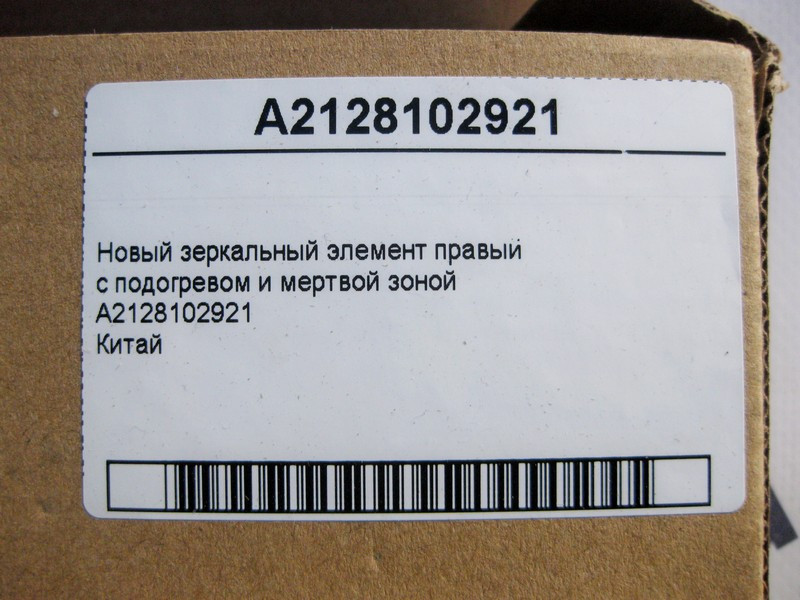 A2128102921
Новый зеркальный элемент правый
с подогревом и мертвой зоной
A2128102921
Китай